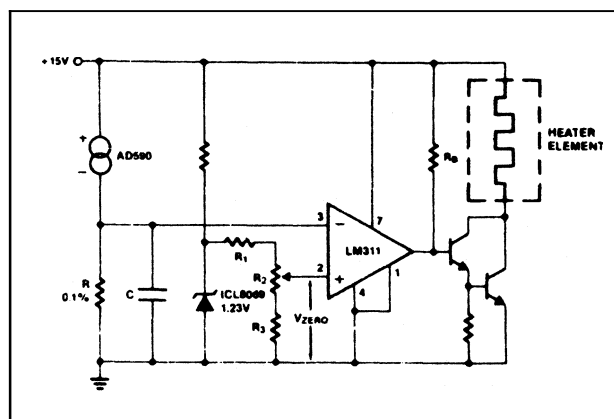 +15V
+
AD590
-
R
0.1%
C
ICL8069
1.23V
R1
R2
R3
VZERO
3
-
2
+
LM311
7
1
4
RB
HEATER
ELEMENT